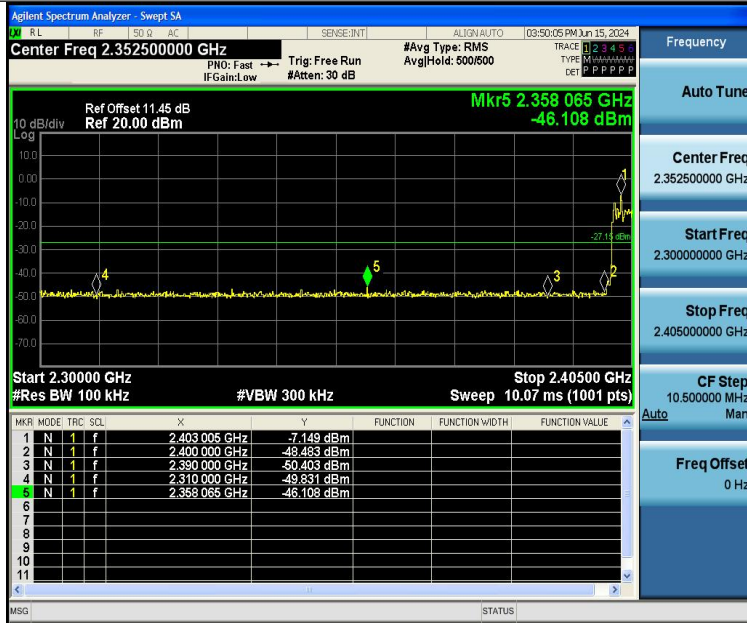 Agilent Spectrum Analyzer - Swept SA
LXI RL RF 50 Ω AC SENSE:INT ALIGN AUTO 03:50:05 PM Jun 15, 2024
Center Freq 2.352500000 GHz
PNO: Fast
IFGain:Low
Trig: Free Run
#Atten: 30 dB
#Avg Type: RMS
Avg|Hold: 500/500
TRACE 1 2 3 4 5 6
TYPE M WWWWW
DET P P P P P P
Mkr5 2.358 065 GHz
-46.108 dBm
Ref Offset 11.45 dB
Ref 20.00 dBm
10 dB/div
Log
10.0
0.00
-10.0
-20.0
-30.0
-40.0
-50.0
-60.0
-70.0
1
-27.15 dBm
4
5
3
2
Start 2.30000 GHz
Stop 2.40500 GHz
#Res BW 100 kHz
#VBW 300 kHz
Sweep 10.07 ms (1001 pts)
MKR MODE TRC SCL X Y FUNCTION FUNCTION WIDTH FUNCTION VALUE
1 N 1 f 2.403 005 GHz -7.149 dBm
2 N 1 f 2.400 000 GHz -48.483 dBm
3 N 1 f 2.390 000 GHz -50.403 dBm
4 N 1 f 2.310 000 GHz -49.831 dBm
5 N 1 f 2.358 065 GHz -46.108 dBm
6
7
8
9
10
11
MSG
STATUS
Frequency
Auto Tune
Center Freq
2.352500000 GHz
Start Freq
2.300000000 GHz
Stop Freq
2.405000000 GHz
CF Step
10.500000 MHz
Auto Man
Freq Offset
0 Hz